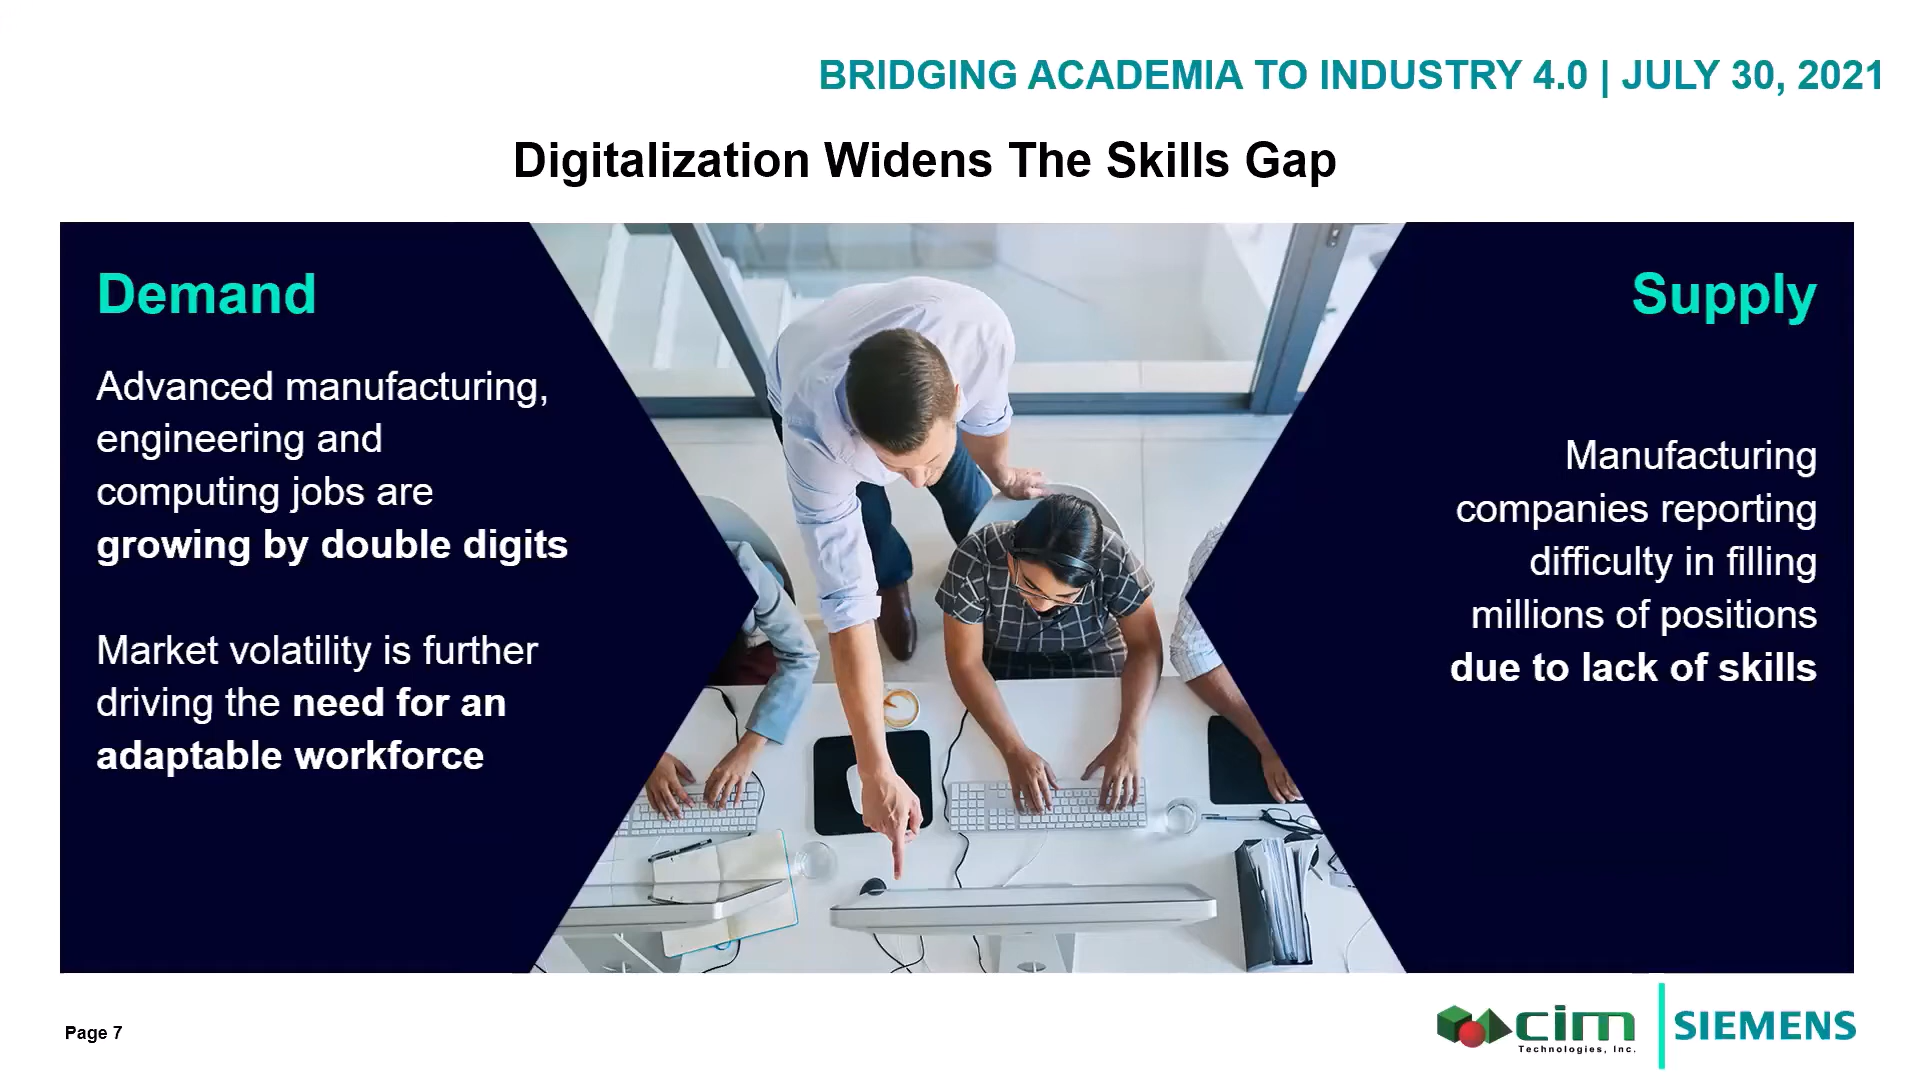 BRIDGING ACADEMIA TO INDUSTRY 4.0 | JULY 30, 2021
Digitalization Widens The Skills Gap
Demand
Advanced manufacturing,
engineering and
computing jobs are
growing by double digits
Market volatility is further
driving the need for an
adaptable workforce
Supply
Manufacturing
companies reporting
difficulty in filling
millions of positions
due to lack of skills
Page 7
cim
Technologies, Inc.
SIEMENS